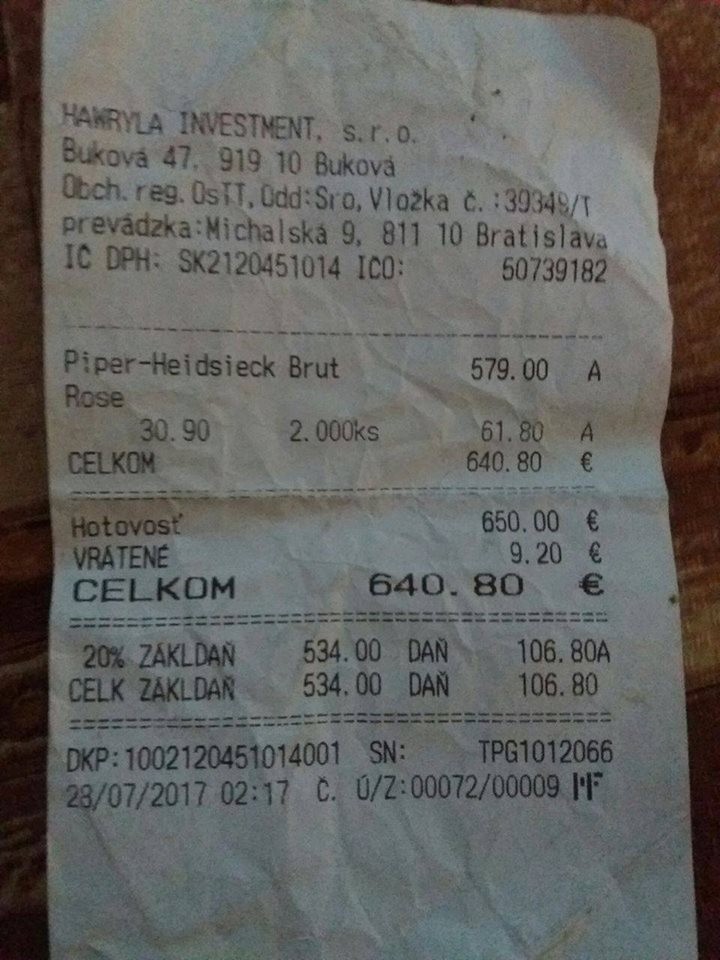 HAWRYLA INVESTMENT, s.r.o.
Buková 47, 919 10 Buková
Obch. reg. OsTT, Odd:Sro, Vložka č. :39349/T
prevádzka:Michalská 9, 811 10 Bratislava
IČ DPH: SK2120451014 IČO: 50739182
Piper-Heidsieck Brut 579.00 A
Rose
30.90 2.000ks 61.80 A
CELKOM 640.80 €
Hotovosť 650.00 €
VRÁTENÉ 9.20 €
CELKOM 640.80 €
20% ZÁKLDAŇ 534.00 DAŇ 106.80A
CELK ZÁKLDAŇ 534.00 DAŇ 106.80
DKP:1002120451014001 SN: TPG1012066
28/07/2017 02:17 Č. Ú/Z:00072/00009 MF